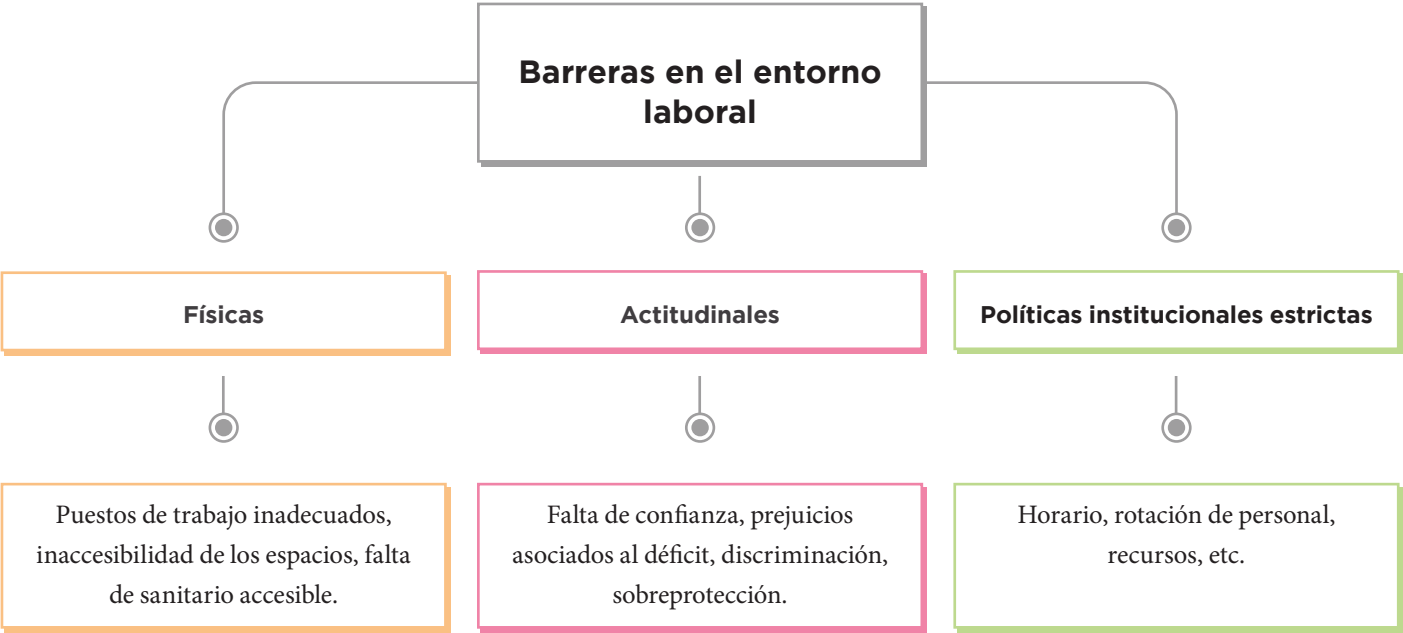 Barreras en el entorno
laboral
Físicas
Actitudinales
Políticas institucionales estrictas
Puestos de trabajo inadecuados,
inaccesibilidad de los espacios, falta
de sanitario accesible.
Falta de confianza, prejuicios
asociados al déficit, discriminación,
sobreprotección.
Horario, rotación de personal,
recursos, etc.